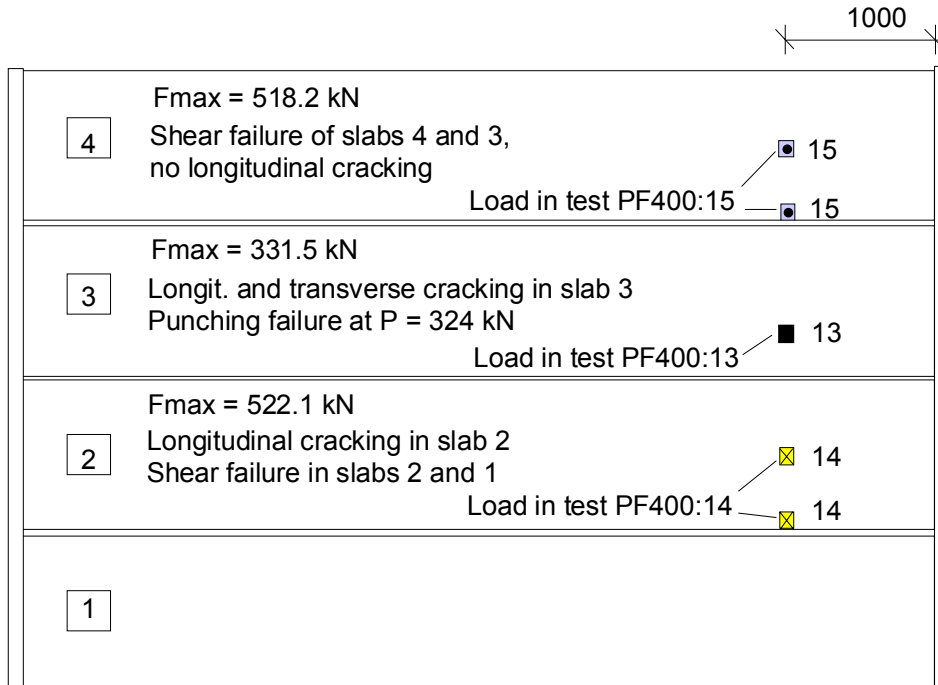 1000
Fmax = 518.2 kN
4
Shear failure of slabs 4 and 3,
no longitudinal cracking
15
Load in test PF400:15
15
Fmax = 331.5 kN
3
Longit. and transverse cracking in slab 3
Punching failure at P = 324 kN
13
Load in test PF400:13
Fmax = 522.1 kN
2
Longitudinal cracking in slab 2
Shear failure in slabs 2 and 1
14
Load in test PF400:14
14
1